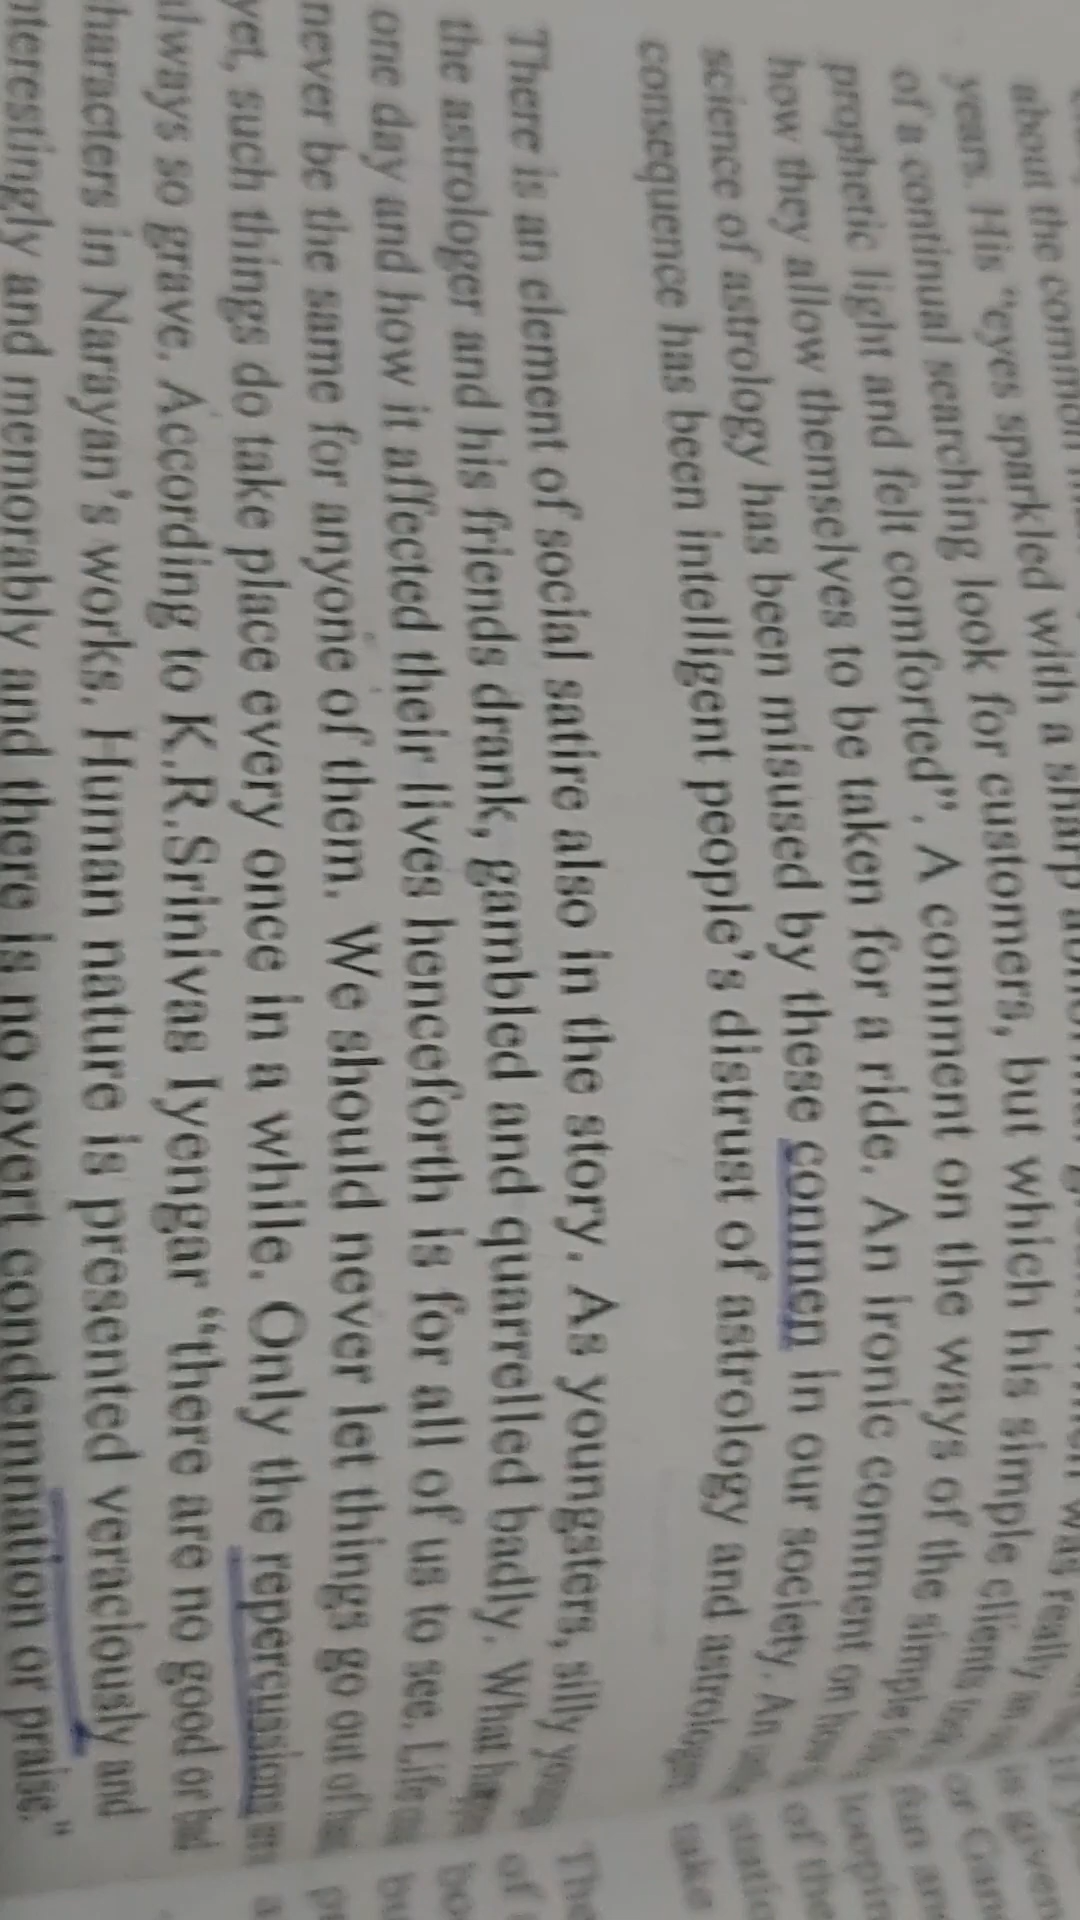 about the common
years. His "eyes sparkled with a sharp abnormal gleam which was really
of a continual searching look for customers, but which his simple clients
prophetic light and felt comforted". A comment on the ways of the simple
how they allow themselves to be taken for a ride. An ironic comment on how
science of astrology has been misused by these conmen in our society. An
consequence has been intelligent people's distrust of astrology and astrologers
There is an element of social satire also in the story. As youngsters, silly young
the astrologer and his friends drank, gambled and quarrelled badly. What
one day and how it affected their lives henceforth is for all of us to see. Life
never be the same for anyone of them. We should never let things go out of
yet, such things do take place every once in a while. Only the repercussions
always so grave. According to K.R.Srinivas Iyengar "there are no good or bad
characters in Narayan's works. Human nature is presented veraciously and
interestingly and memorably and there is no overt condemnation or praise."